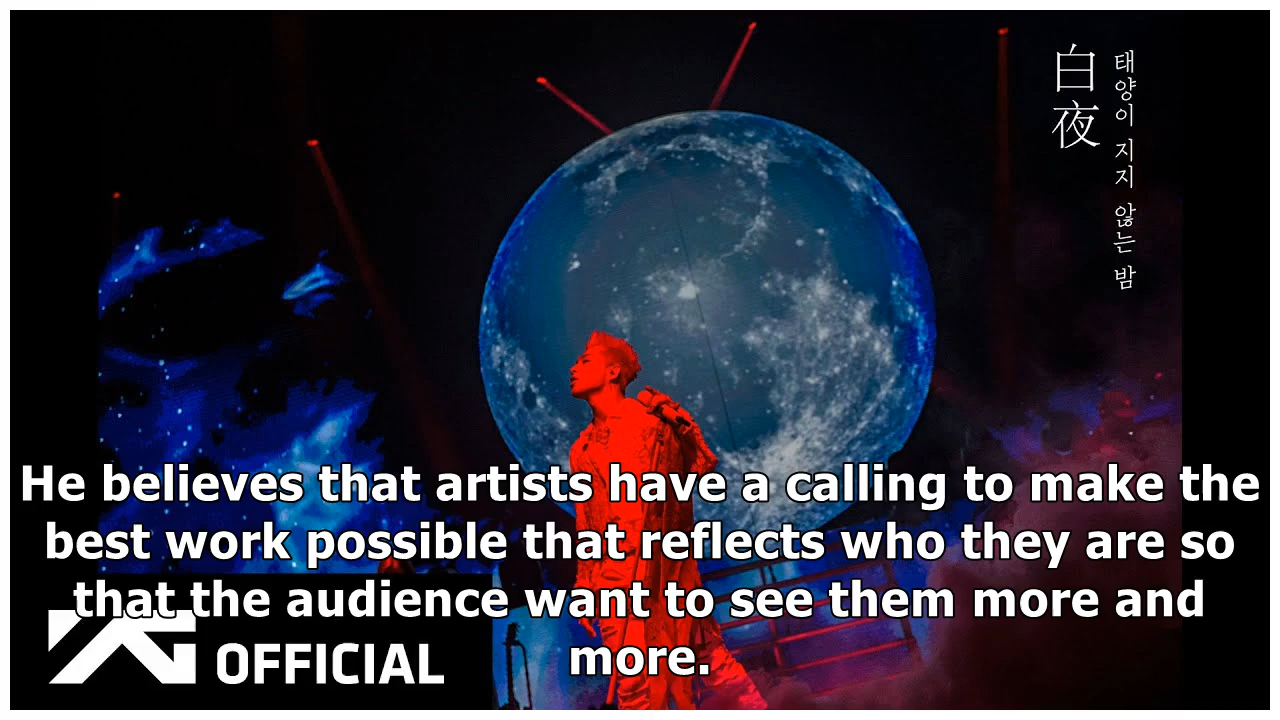 白夜
태양이 지지 않는 밤
He believes that artists have a calling to make the
best work possible that reflects who they are so
that the audience want to see them more and
more.
YG OFFICIAL